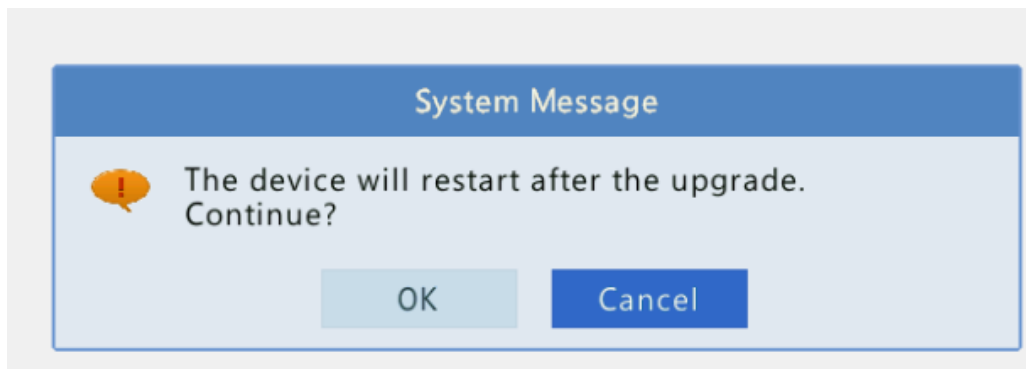 System Message
The device will restart after the upgrade.
Continue?
OK
Cancel